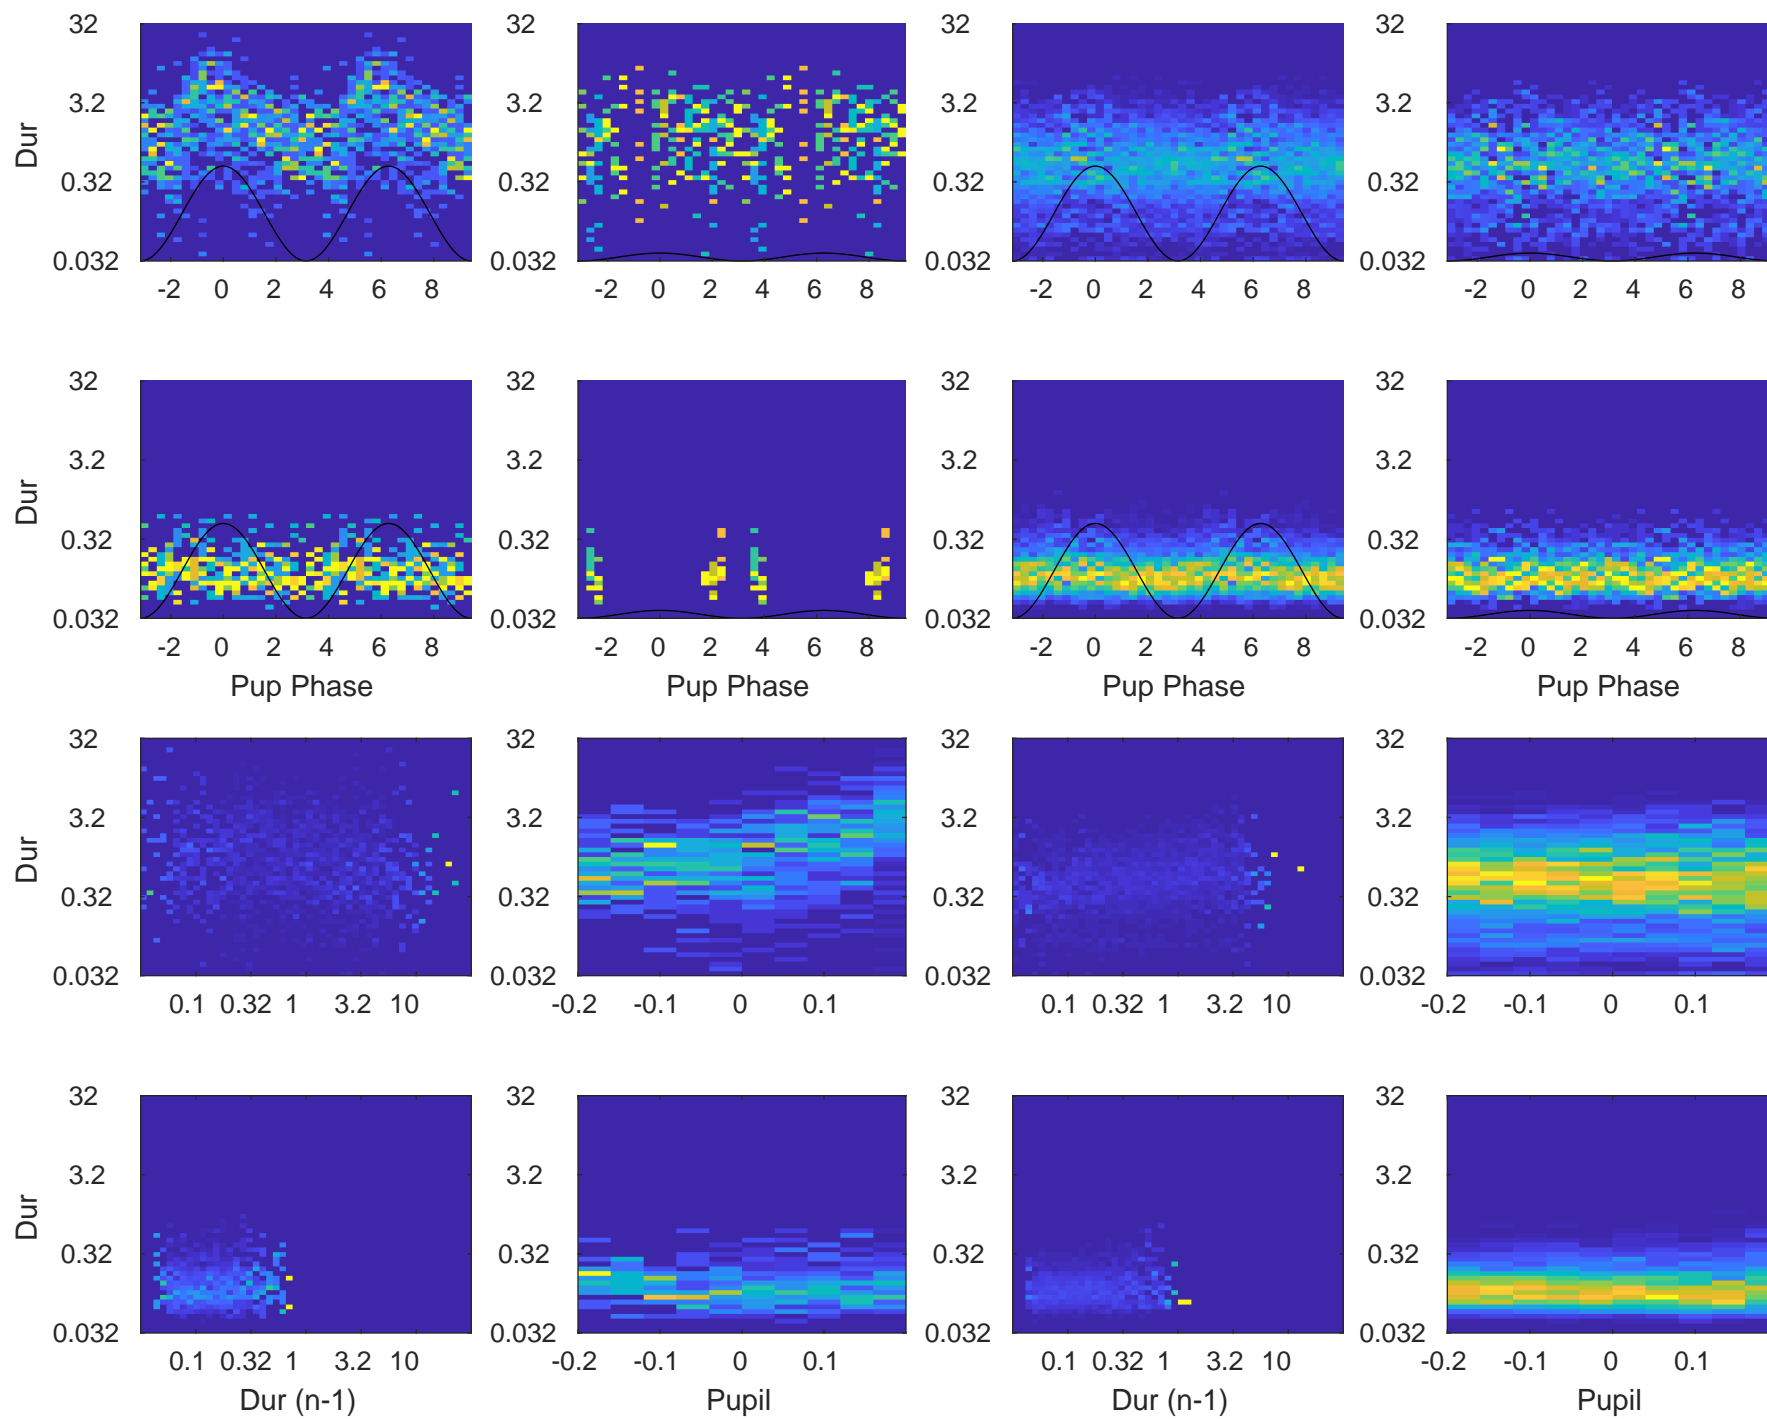 32 32 32 32
Dur 3.2 3.2 3.2 3.2
0.32 0.32 0.32 0.32
0.032 0.032 0.032 0.032
-2 0 2 4 6 8 -2 0 2 4 6 8 -2 0 2 4 6 8 -2 0 2 4 6 8
32 32 32 32
Dur 3.2 3.2 3.2 3.2
0.32 0.32 0.32 0.32
0.032 0.032 0.032 0.032
-2 0 2 4 6 8 -2 0 2 4 6 8 -2 0 2 4 6 8 -2 0 2 4 6 8
Pup Phase Pup Phase Pup Phase Pup Phase
32 32 32 32
Dur 3.2 3.2 3.2 3.2
0.32 0.32 0.32 0.32
0.032 0.032 0.032 0.032
0.1 0.32 1 3.2 10 -0.2 -0.1 0 0.1 0.1 0.32 1 3.2 10 -0.2 -0.1 0 0.1
32 32 32 32
Dur 3.2 3.2 3.2 3.2
0.32 0.32 0.32 0.32
0.032 0.032 0.032 0.032
0.1 0.32 1 3.2 10 -0.2 -0.1 0 0.1 0.1 0.32 1 3.2 10 -0.2 -0.1 0 0.1
Dur (n-1) Pupil Dur (n-1) Pupil